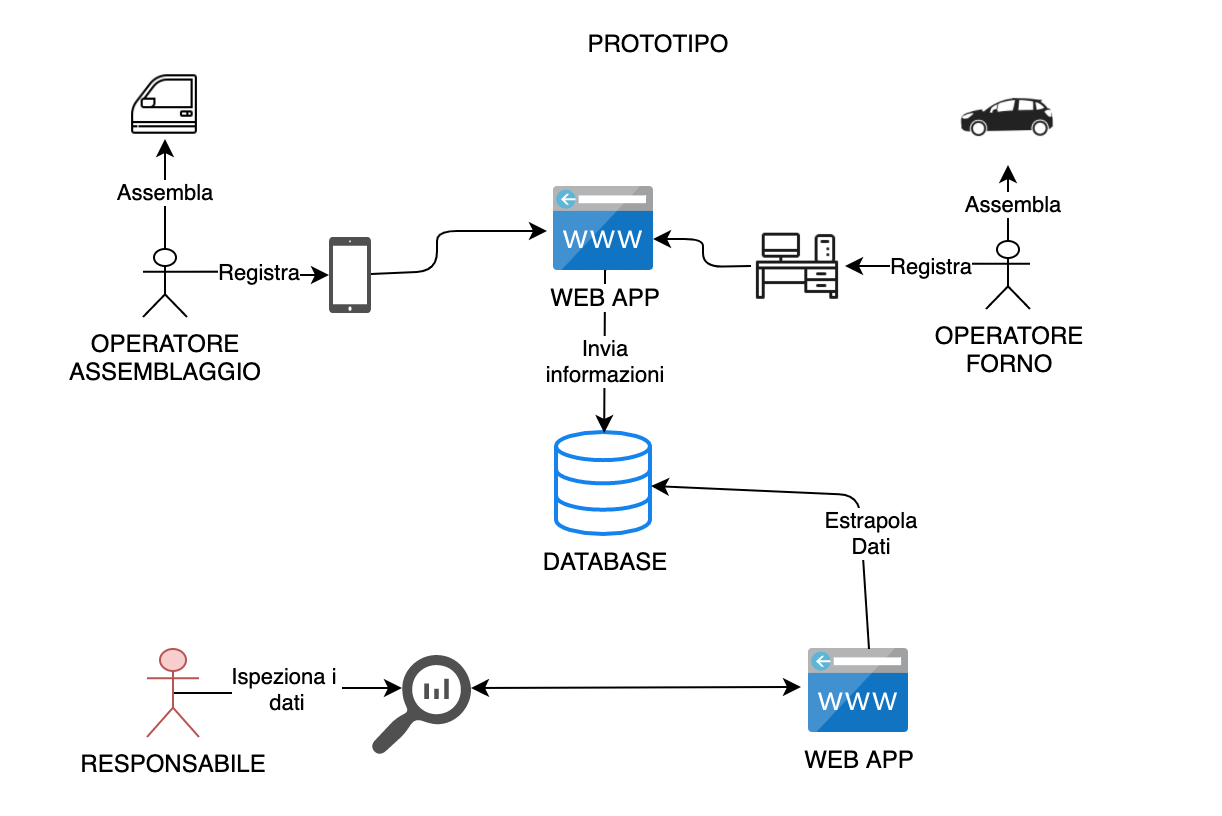 PROTOTIPO
Assembla
Assembla
WWW
Registra
Registra
WEB APP
OPERATORE
ASSEMBLAGGIO
OPERATORE
FORNO
Invia
informazioni
Estrapola
Dati
DATABASE
Ispeziona i
dati
WWW
RESPONSABILE
WEB APP